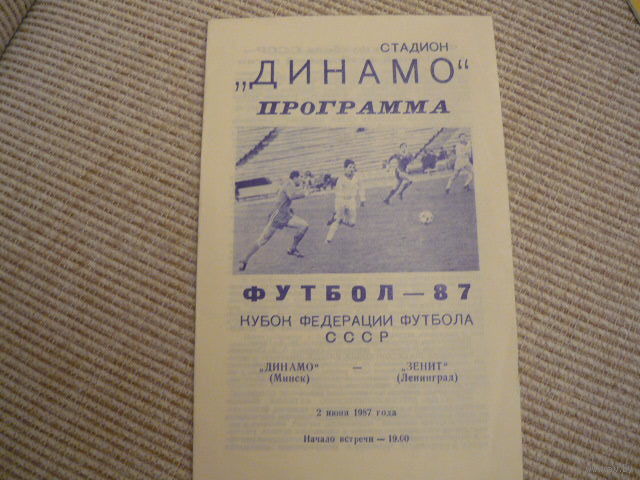 СТАДИОН
„ДИНАМО“
ПРОГРАММА
ФУТБОЛ — 87
КУБОК ФЕДЕРАЦИИ ФУТБОЛА
СССР
„ДИНАМО“ — „ЗЕНИТ“
(Минск) (Ленинград)
2 июня 1987 года
Начало встречи — 19.00